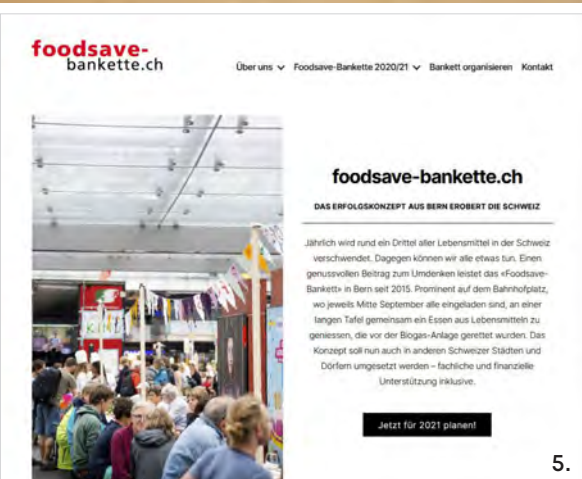 foodsave-
bankette.ch
Über uns Foodsave-Bankette 2020/21 Bankett organisieren Kontakt
foodsave-bankette.ch
DAS ERFOLGSKONZEPT AUS BERN EROBERT DIE SCHWEIZ
Jährlich wird rund ein Drittel aller Lebensmittel in der Schweiz
verschwendet. Dagegen können wir alle etwas tun. Einen
genussvollen Beitrag zum Umdenken leistet das «Foodsave-
Bankett» in Bern seit 2015. Prominent auf dem Bahnhofplatz,
wo jeweils Mitte September alle eingeladen sind, an einer
langen Tafel gemeinsam ein Essen aus Lebensmitteln zu
geniessen, die vor der Biogas-Anlage gerettet wurden. Das
Konzept soll nun auch in anderen Schweizer Städten und
Dörfern umgesetzt werden – fachliche und finanzielle
Unterstützung inklusive.
Jetzt für 2021 planen!
5.